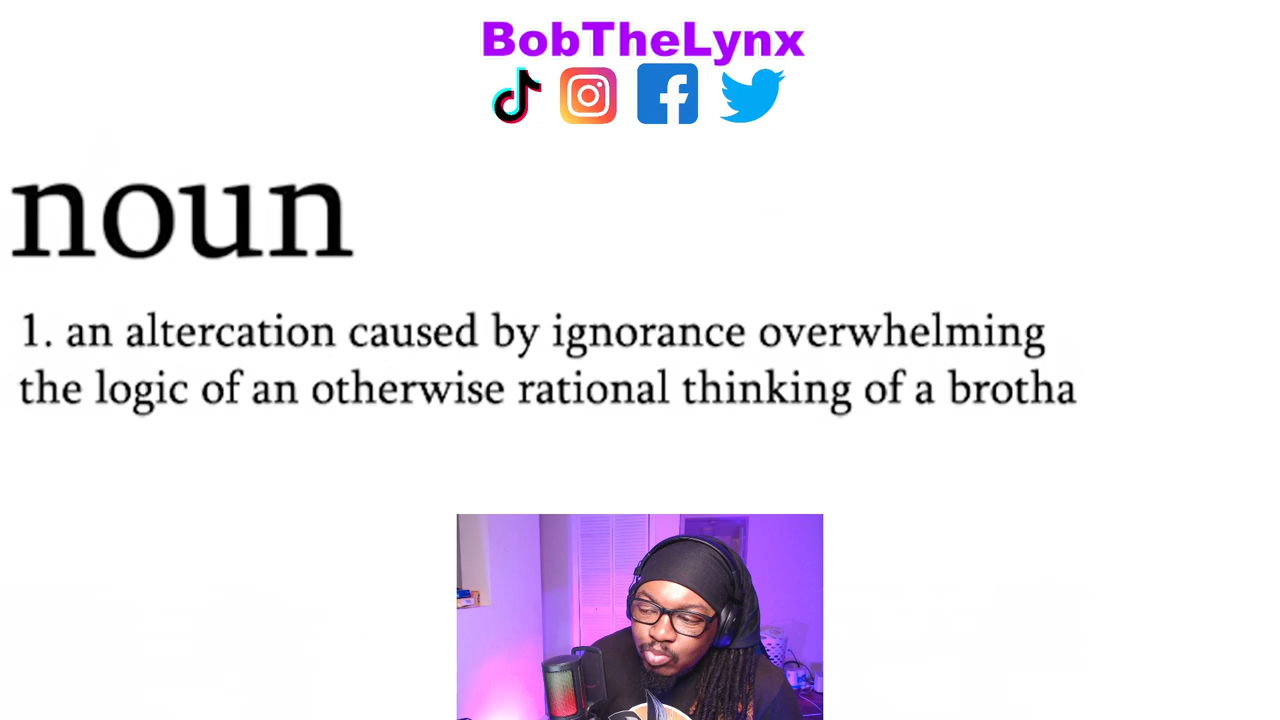 BobTheLynx
noun
1. an altercation caused by ignorance overwhelming
the logic of an otherwise rational thinking of a brotha